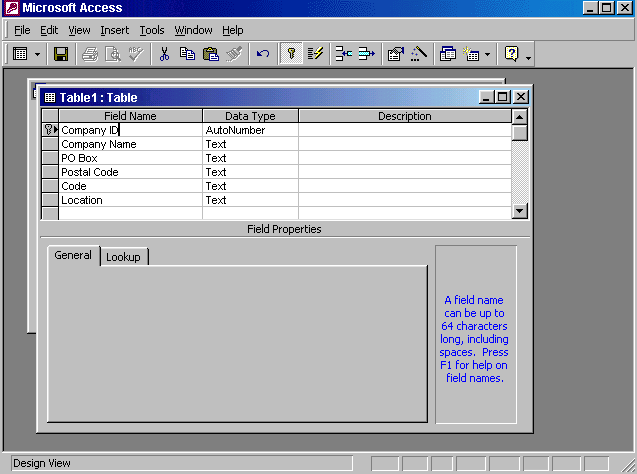 Microsoft Access
File Edit View Insert Tools Window Help
Table1 : Table
Field Name Data Type Description
Company ID AutoNumber
Company Name Text
PO Box Text
Postal Code Text
Code Text
Location Text
Field Properties
General Lookup
A field name
can be up to
64 characters
long, including
spaces. Press
F1 for help on
field names.
Design View